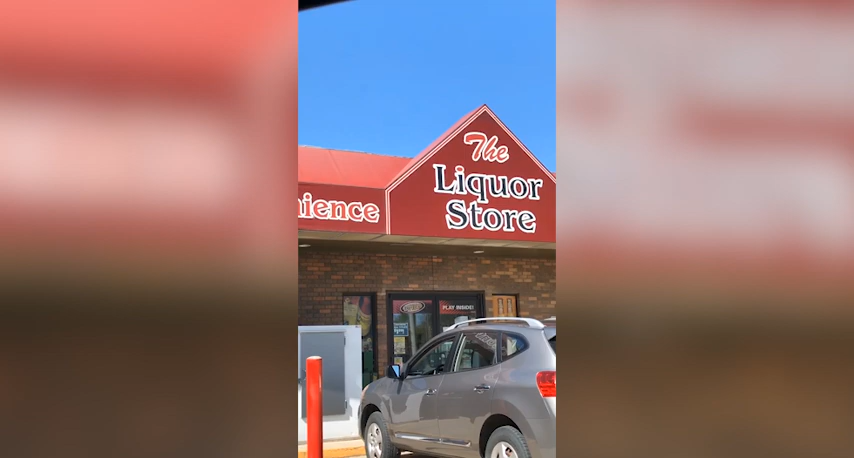 The
Liquor
Store
nience
PLAY INSIDE!